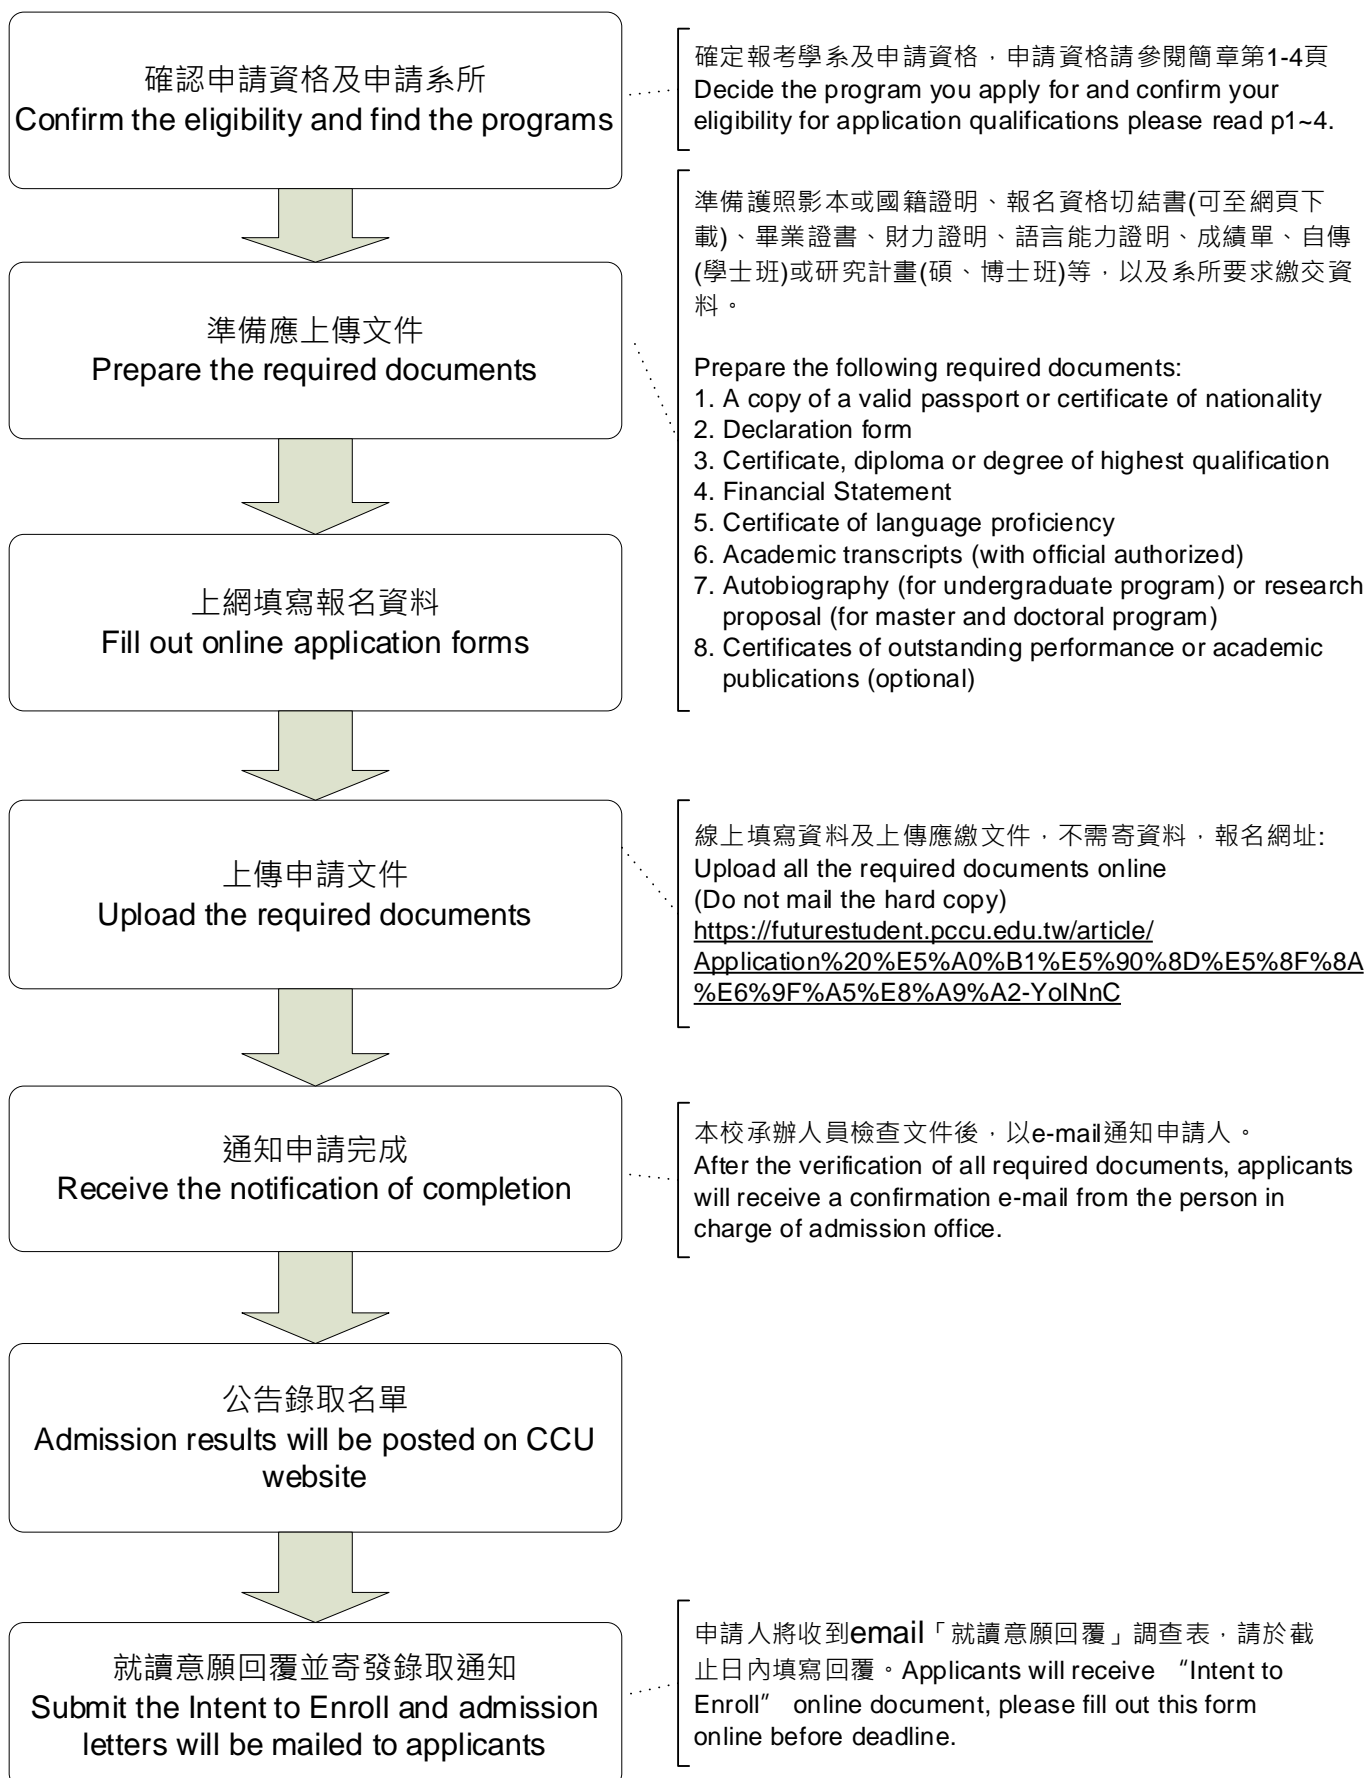 確認申請資格及申請系所
Confirm the eligibility and find the programs
確定報考學系及申請資格，申請資格請參閱簡章第1-4頁
Decide the program you apply for and confirm your
eligibility for application qualifications please read p1~4.
準備應上傳文件
Prepare the required documents
準備護照影本或國籍證明、報名資格切結書(可至網頁下
載)、畢業證書、財力證明、語言能力證明、成績單、自傳
(學士班)或研究計畫(碩、博士班)等，以及系所要求繳交資
料。
Prepare the following required documents:
1. A copy of a valid passport or certificate of nationality
2. Declaration form
3. Certificate, diploma or degree of highest qualification
4. Financial Statement
5. Certificate of language proficiency
6. Academic transcripts (with official authorized)
7. Autobiography (for undergraduate program) or research
proposal (for master and doctoral program)
8. Certificates of outstanding performance or academic
publications (optional)
上網填寫報名資料
Fill out online application forms
上傳申請文件
Upload the required documents
線上填寫資料及上傳應繳文件，不需寄資料，報名網址:
Upload all the required documents online
(Do not mail the hard copy)
https://futurestudent.pccu.edu.tw/article/
Application%20%E5%A0%B1%E5%90%8D%E5%8F%8A
%E6%9F%A5%E8%A9%A2-YoINnC
通知申請完成
Receive the notification of completion
本校承辦人員檢查文件後，以e-mail通知申請人。
After the verification of all required documents, applicants
will receive a confirmation e-mail from the person in
charge of admission office.
公告錄取名單
Admission results will be posted on CCU
website
就讀意願回覆並寄發錄取通知
Submit the Intent to Enroll and admission
letters will be mailed to applicants
申請人將收到email「就讀意願回覆」調查表，請於截
止日內填寫回覆。Applicants will receive “Intent to
Enroll” online document, please fill out this form
online before deadline.